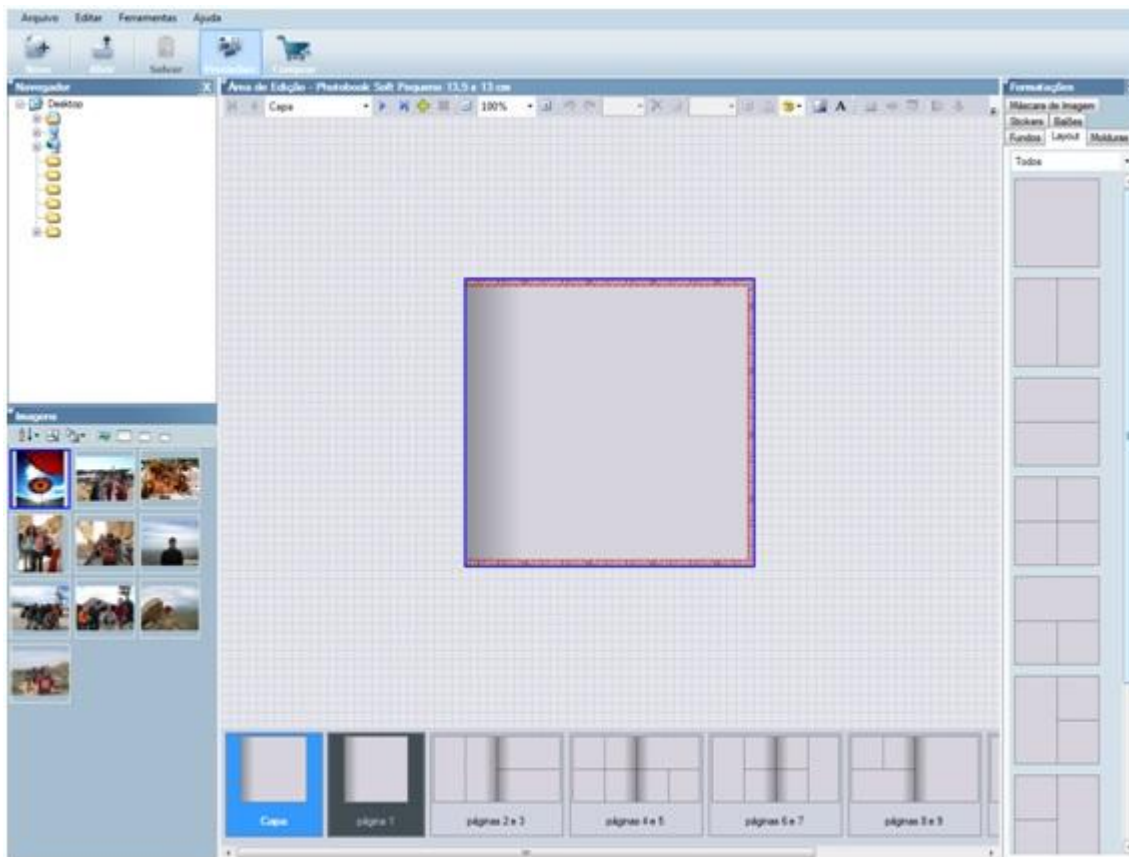 Arquivo Editar Ferramentas Ajuda
Salvar
Navegador X
Área de Edição - Photobook Soft Pequeno 13,5 x 13 cm
Formatações
Desktop
Capa 100% A
Máscara de Imagem
Stickers Balões
Fundos Layout Molduras
Todos
Imagens
Capa página 1 páginas 2 e 3 páginas 4 e 5 páginas 6 e 7 páginas 8 e 9